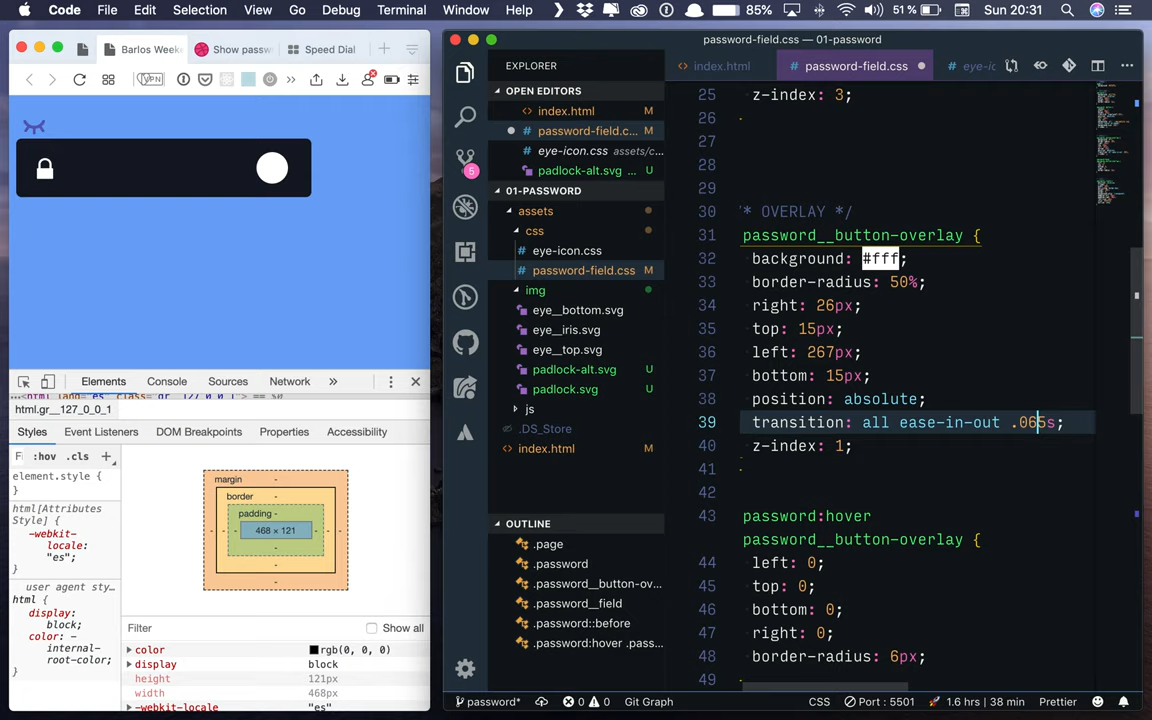 Code File Edit Selection View Go Debug Terminal Window Help 85% 51 % Sun 20:31
Barlos Weeke
Show passw
Speed Dial
VPN
Elements Console Sources Network
html.gr__127_0_0_1
Styles Event Listeners DOM Breakpoints Properties Accessibility
:hov .cls +
element.style {
}
html[Attributes
Style] {
-webkit-
locale:
"es";
}
user agent sty…
html {
display:
block;
color: -
internal-
root-color;
}
margin -
border -
padding -
468 × 121
Filter
Show all
color rgb(0, 0, 0)
display block
height 121px
width 468px
-webkit-locale "es"
password-field.css — 01-password
EXPLORER
OPEN EDITORS
index.html M
password-field.c... M
eye-icon.css assets/c...
padlock-alt.svg ... U
01-PASSWORD
assets
css
eye-icon.css
password-field.css M
img
eye__bottom.svg
eye__iris.svg
eye__top.svg
padlock-alt.svg U
padlock.svg U
js
.DS_Store
index.html M
OUTLINE
.page
.password
.password__button-ov...
.password__field
.password::before
.password:hover .pass...
5
# index.html
# password-field.css
# eye-ic
25 z-index: 3;
26
27
28
29
30 * OVERLAY */
31 password__button-overlay {
32 background: #fff;
33 border-radius: 50%;
34 right: 26px;
35 top: 15px;
36 left: 267px;
37 bottom: 15px;
38 position: absolute;
39 transition: all ease-in-out .065s;
40 z-index: 1;
41
42
43 password:hover
password__button-overlay {
44 left: 0;
45 top: 0;
46 bottom: 0;
47 right: 0;
48 border-radius: 6px;
49
password* 0 0 Git Graph CSS Port : 5501 1.6 hrs | 38 min Prettier